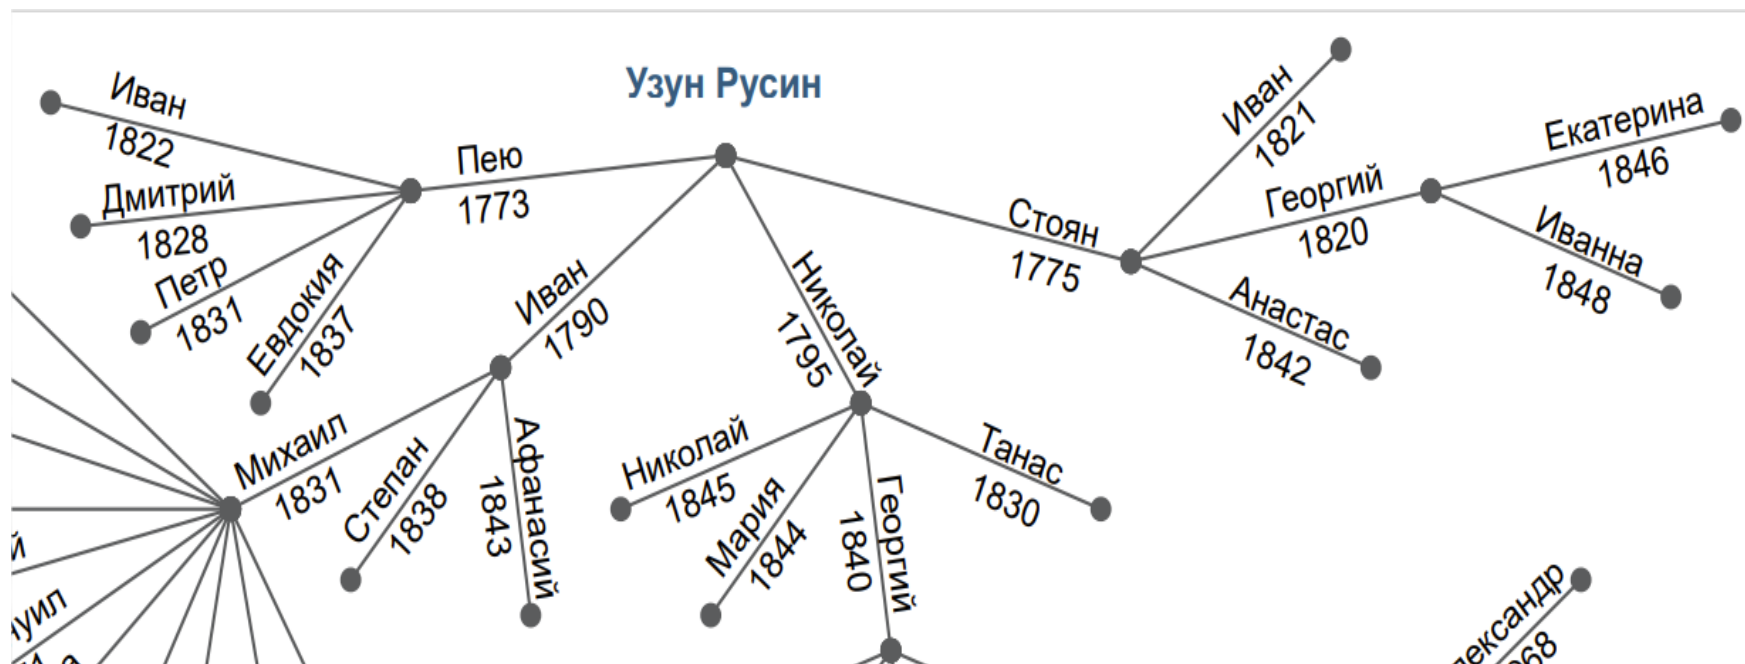 Узун Русин
Иван
1822
Дмитрий
1828
Петр
1831
Евдокия
1837
Пею
1773
Иван
1790
Николай
1795
Стоян
1775
Иван
1821
Георгий
1820
Екатерина
1846
Иванна
1848
Анастас
1842
Михаил
1831
Степан
1838
Афанасий
1843
Николай
1845
Мария
1844
Георгий
1840
Танас
1830